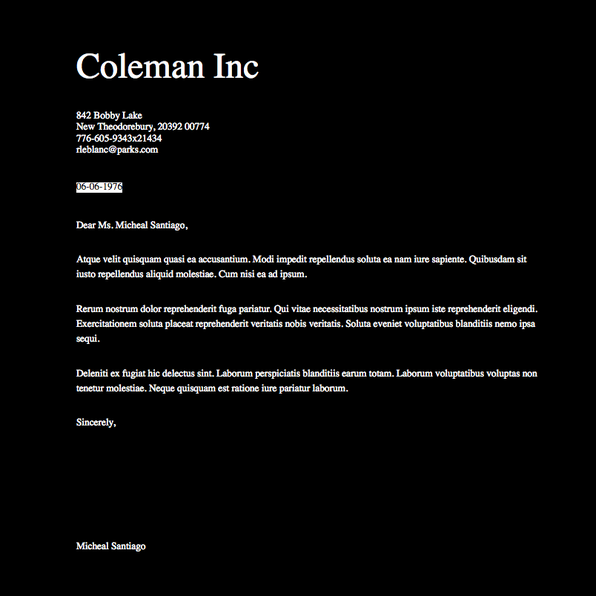 Coleman Inc
842 Bobby Lake
New Theodorebury, 20392 00774
776-605-9343x21434
rleblanc@parks.com
06-06-1976
Dear Ms. Micheal Santiago,
Atque velit quisquam quasi ea accusantium. Modi impedit repellendus soluta ea nam iure sapiente. Quibusdam sit
iusto repellendus aliquid molestiae. Cum nisi ea ad ipsum.
Rerum nostrum dolor reprehenderit fuga pariatur. Qui vitae necessitatibus nostrum ipsum iste reprehenderit eligendi.
Exercitationem soluta placeat reprehenderit veritatis nobis veritatis. Soluta eveniet voluptatibus blanditiis nemo ipsa
sequi.
Deleniti ex fugiat hic delectus sint. Laborum perspiciatis blanditiis earum totam. Laborum voluptatibus voluptas non
tenetur molestiae. Neque quisquam est ratione iure pariatur laborum.
Sincerely,
Micheal Santiago